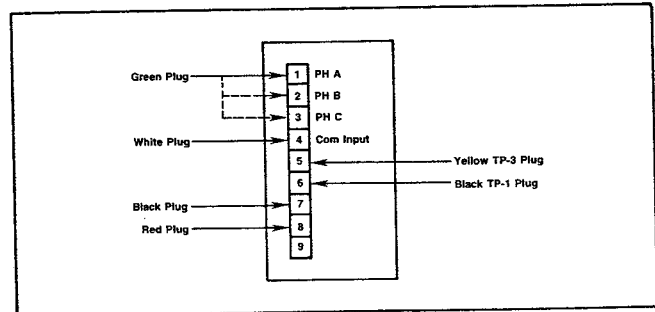 Green Plug 1 PH A
2 PH B
3 PH C
White Plug 4 Com Input
5 Yellow TP-3 Plug
6 Black TP-1 Plug
Black Plug 7
Red Plug 8
9